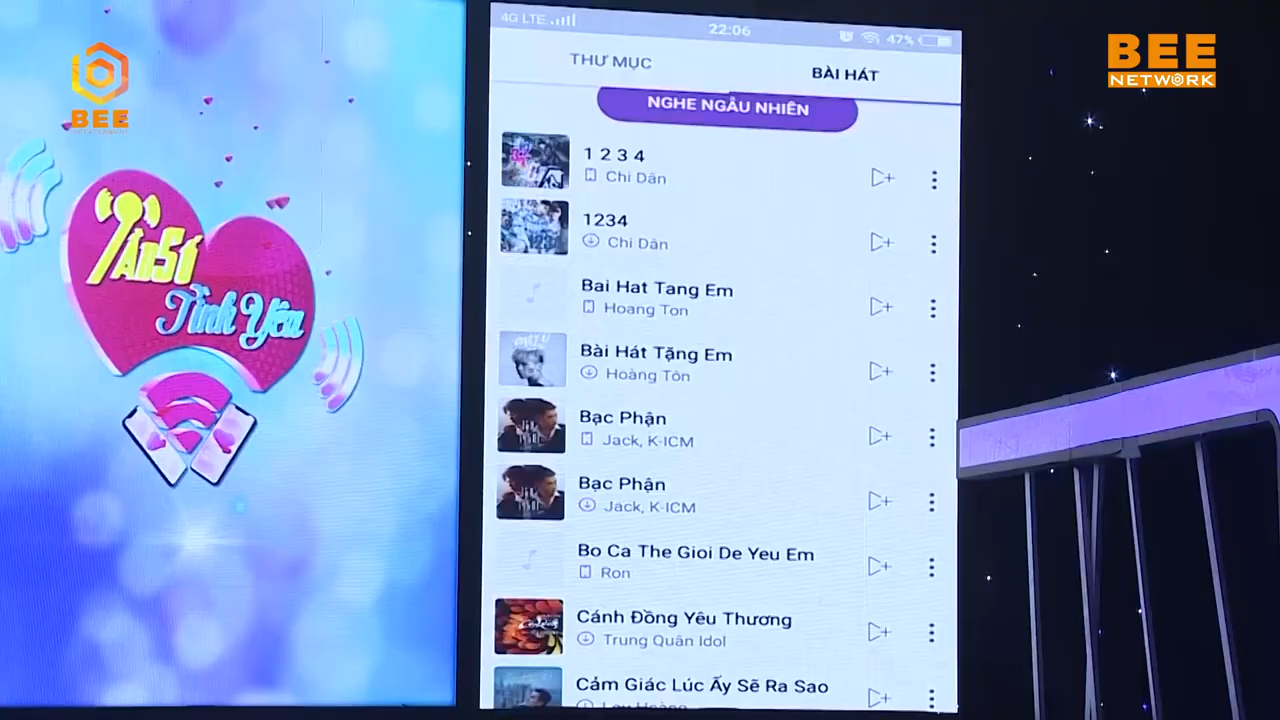 BEE
BEE
NETWORK
TầnSố
Tình Yêu
4G LTE
22:06
47%
THƯ MỤC
BÀI HÁT
NGHE NGẪU NHIÊN
1 2 3 4
Chi Dân
1234
Chi Dân
Bai Hat Tang Em
Hoang Ton
Bài Hát Tặng Em
Hoàng Tôn
Bạc Phận
Jack, K-ICM
Bạc Phận
Jack, K-ICM
Bo Ca The Gioi De Yeu Em
Ron
Cánh Đồng Yêu Thương
Trung Quân Idol
Cảm Giác Lúc Ấy Sẽ Ra Sao
Lou Hoàng